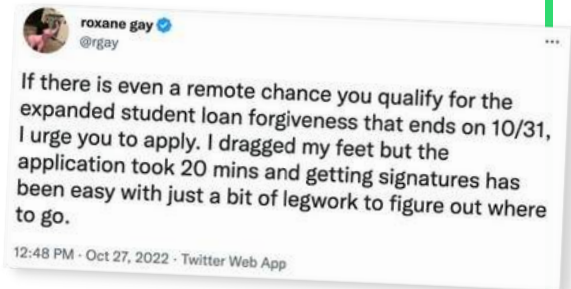 roxane gay
@rgay
If there is even a remote chance you qualify for the
expanded student loan forgiveness that ends on 10/31,
I urge you to apply. I dragged my feet but the
application took 20 mins and getting signatures has
been easy with just a bit of legwork to figure out where
to go.
12:48 PM · Oct 27, 2022 · Twitter Web App